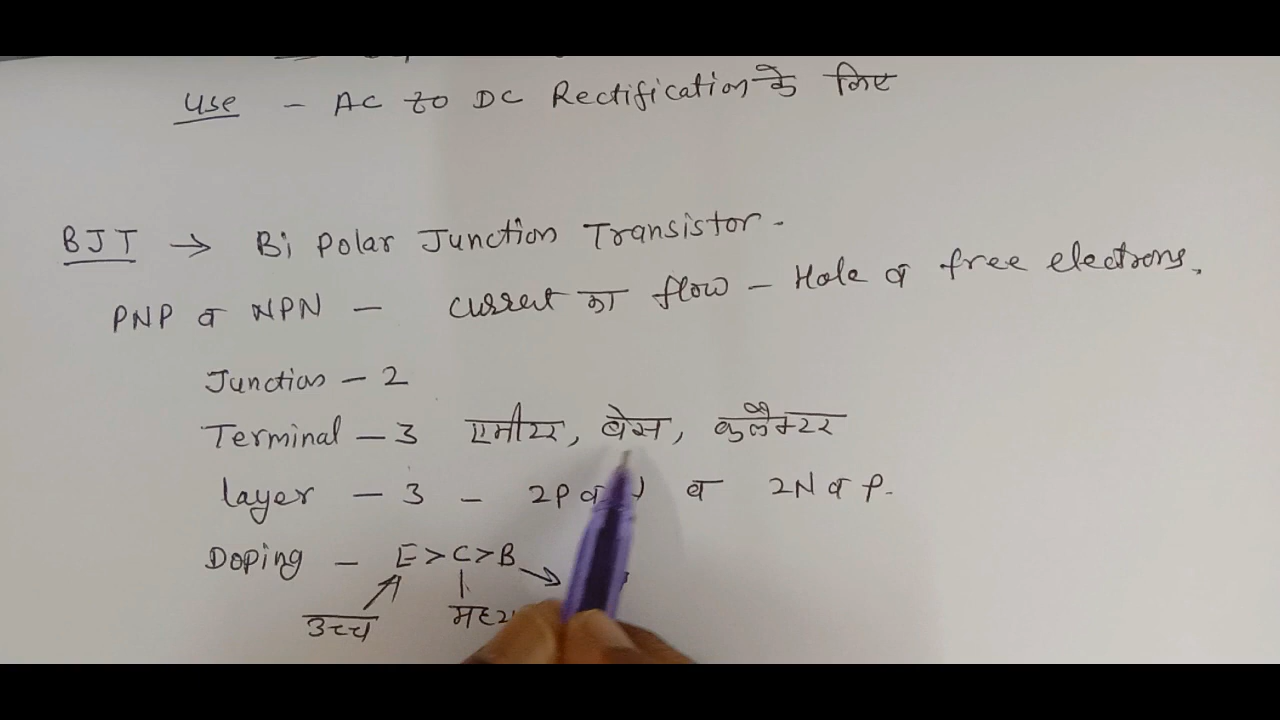 Use - AC to DC Rectification के लिए
BJT → Bi Polar Junction Transistor.
PNP व NPN - current का flow - Hole व free electrons.
Junction - 2
Terminal - 3 एमीटर, बेस, कलैक्टर
layer - 3 - 2P व व 2N व P.
Doping - E > C > B
उच्च